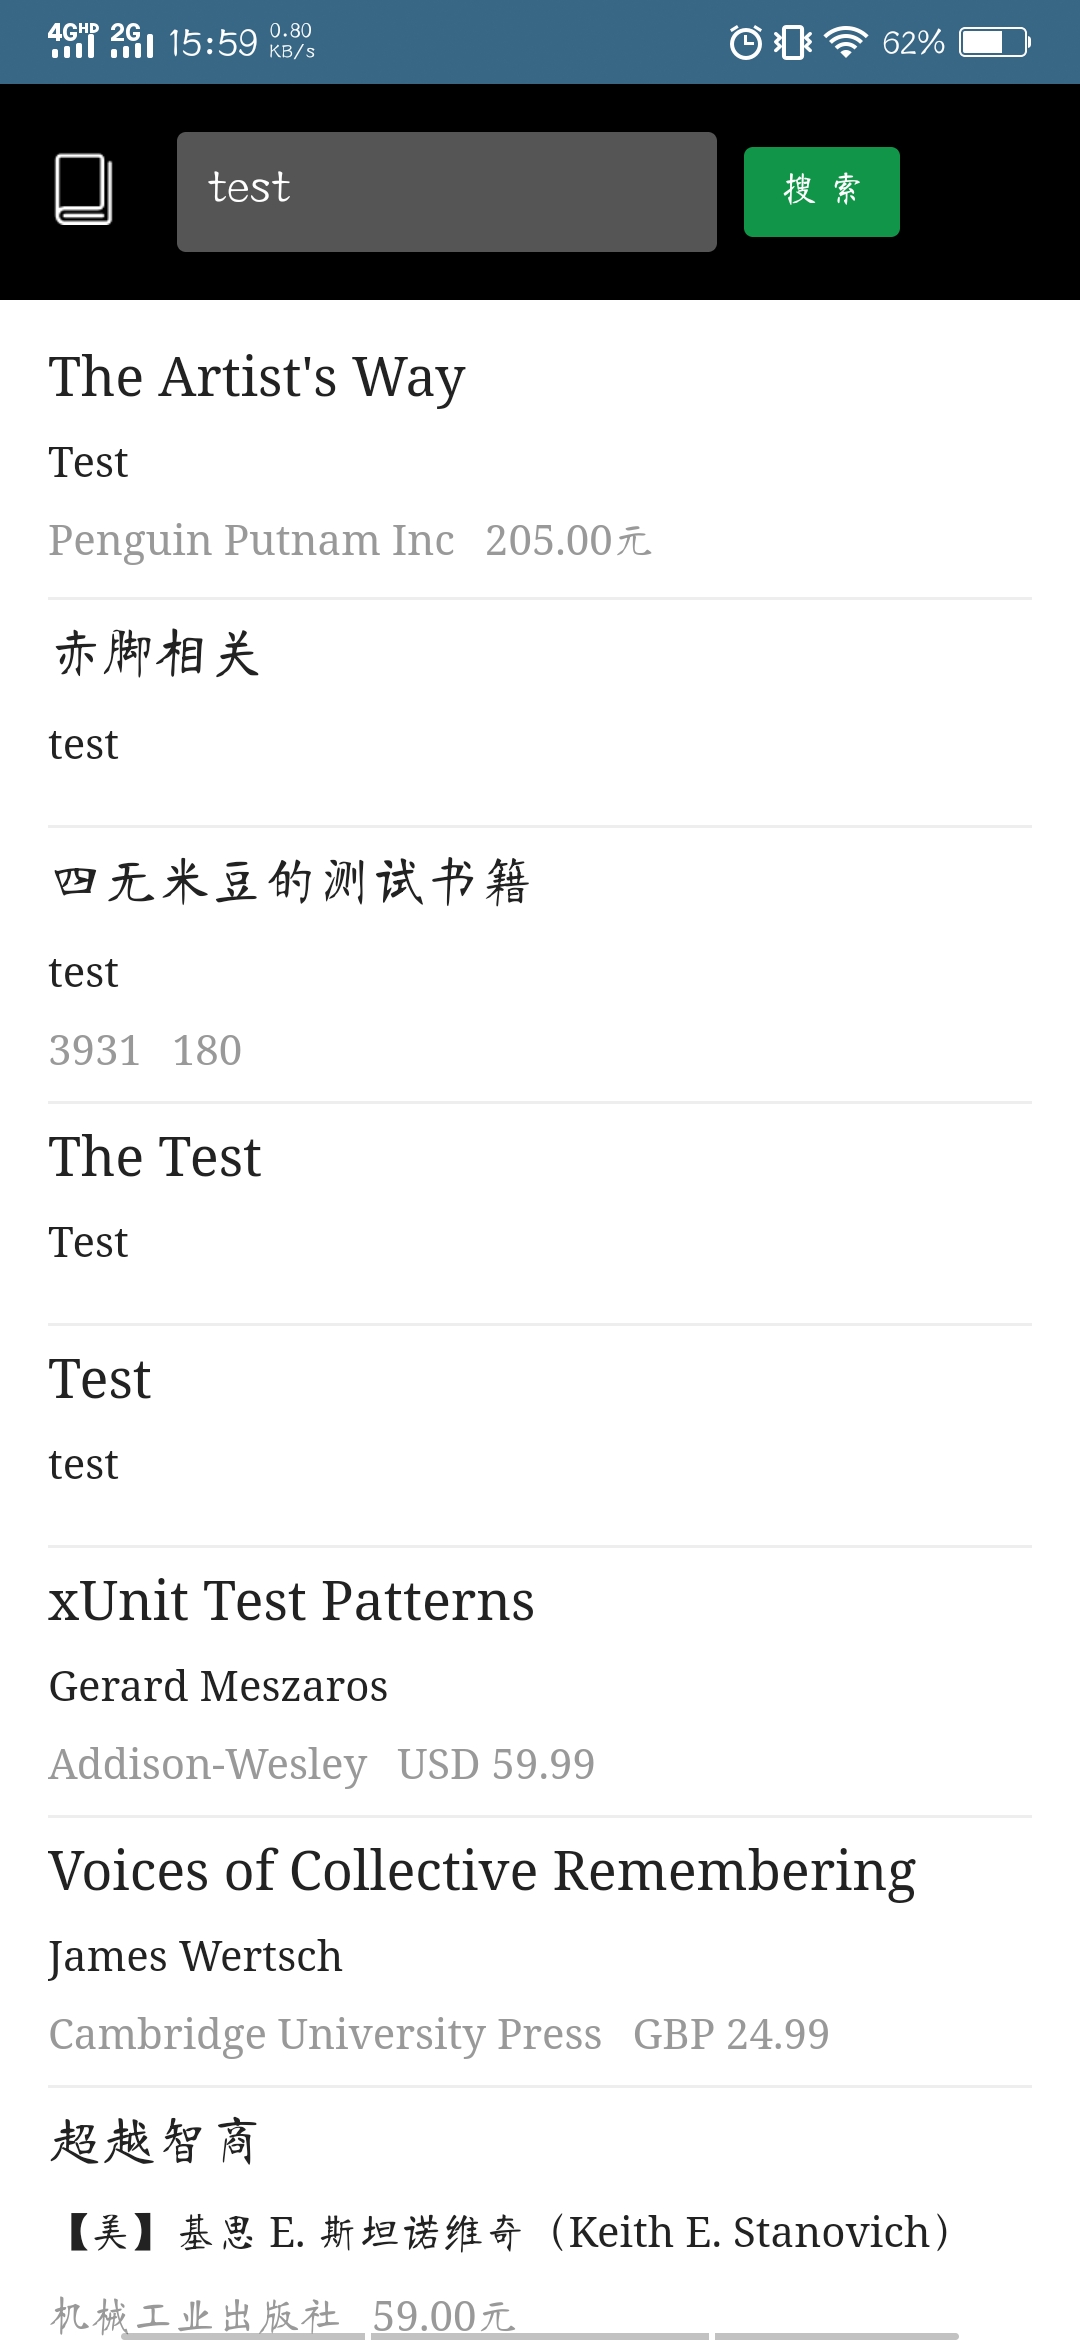 4GHD 2G 15:59 0.80 KB/s 62%
test 搜 索
The Artist's Way
Test
Penguin Putnam Inc 205.00元
赤脚相关
test
四无米豆的测试书籍
test
3931 180
The Test
Test
Test
test
xUnit Test Patterns
Gerard Meszaros
Addison-Wesley USD 59.99
Voices of Collective Remembering
James Wertsch
Cambridge University Press GBP 24.99
超越智商
【美】基思 E. 斯坦诺维奇（Keith E. Stanovich）
机械工业出版社 59.00元